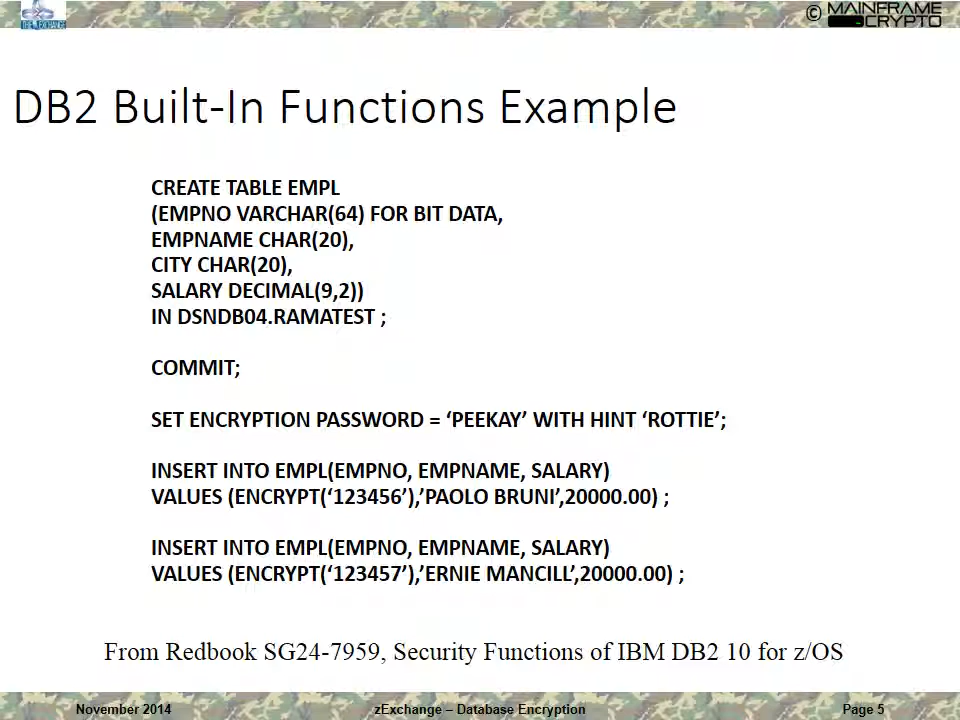 THE EXCHANGE
© MAINFRAME
CRYPTO
DB2 Built-In Functions Example
CREATE TABLE EMPL
(EMPNO VARCHAR(64) FOR BIT DATA,
EMPNAME CHAR(20),
CITY CHAR(20),
SALARY DECIMAL(9,2))
IN DSNDB04.RAMATEST ;
COMMIT;
SET ENCRYPTION PASSWORD = ‘PEEKAY’ WITH HINT ‘ROTTIE’;
INSERT INTO EMPL(EMPNO, EMPNAME, SALARY)
VALUES (ENCRYPT(‘123456’),’PAOLO BRUNI’,20000.00) ;
INSERT INTO EMPL(EMPNO, EMPNAME, SALARY)
VALUES (ENCRYPT(‘123457’),’ERNIE MANCILL’,20000.00) ;
From Redbook SG24-7959, Security Functions of IBM DB2 10 for z/OS
November 2014 zExchange – Database Encryption Page 5